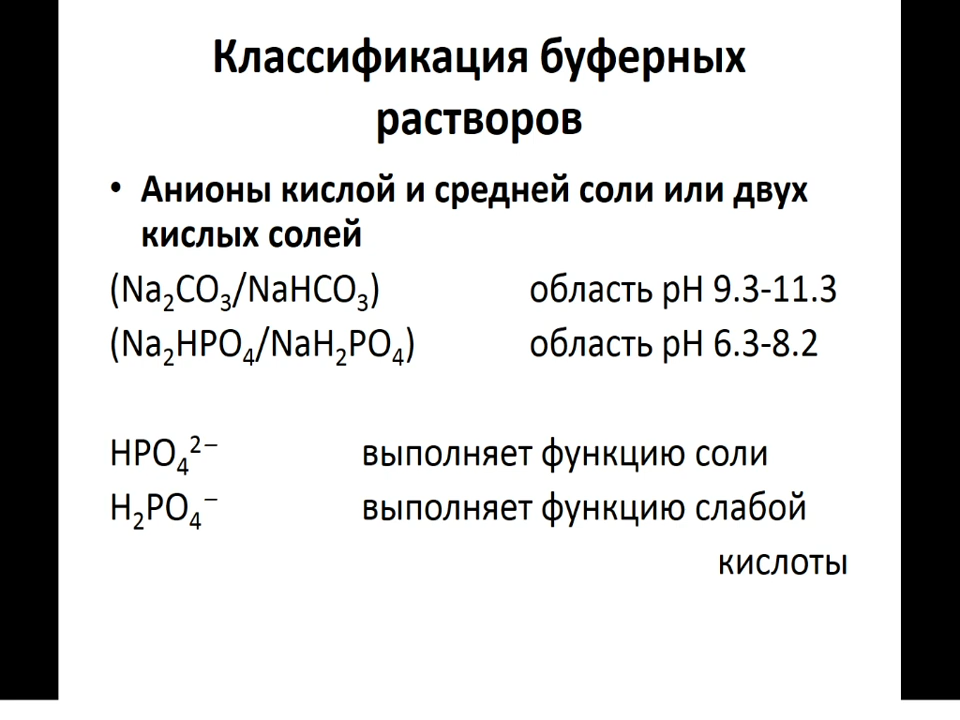 Классификация буферных
растворов
• Анионы кислой и средней соли или двух
кислых солей
(Na₂CO₃/NaHCO₃) область pH 9.3-11.3
(Na₂HPO₄/NaH₂PO₄) область pH 6.3-8.2
HPO₄²⁻ выполняет функцию соли
H₂PO₄⁻ выполняет функцию слабой
кислоты